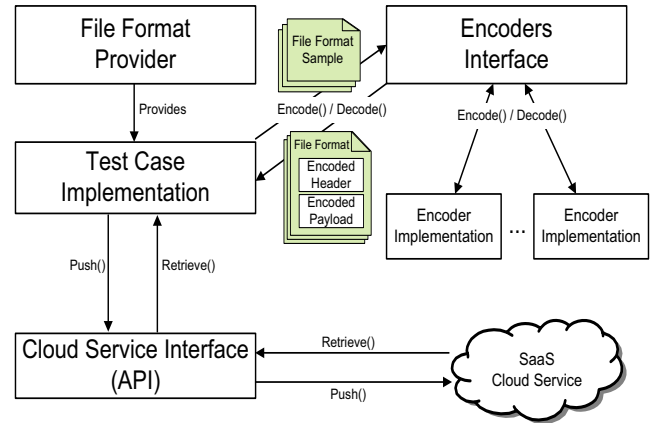 File Format
Provider
File Format
Sample
Encoders
Interface
Provides
Encode() / Decode()
Encode() / Decode()
Test Case
Implementation
File Format
Encoded
Header
Encoded
Payload
Encoder
Implementation
...
Encoder
Implementation
Push()
Retrieve()
Cloud Service Interface
(API)
Retrieve()
Push()
SaaS
Cloud Service